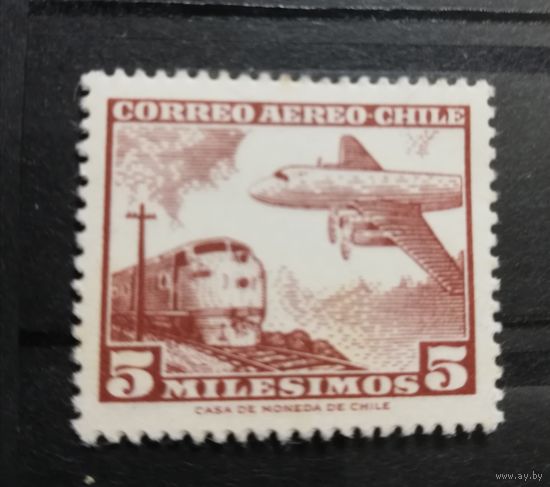 CORREO AEREO-CHILE
5 MILESIMOS 5
CASA DE MONEDA DE CHILE
www.ay.by